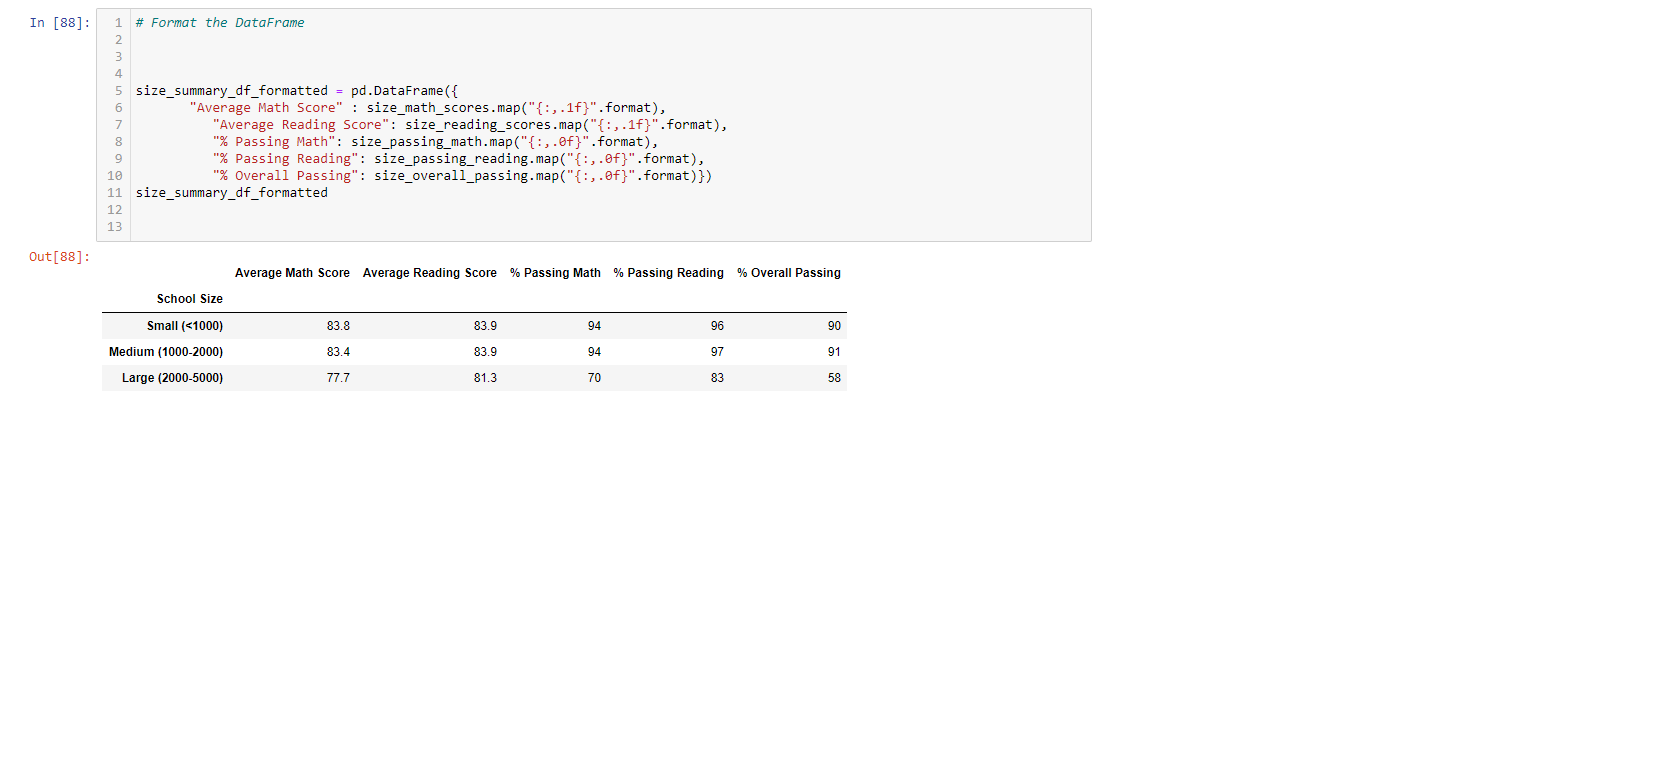 In [88]:
1 # Format the DataFrame
2
3
4
5 size_summary_df_formatted = pd.DataFrame({
6 "Average Math Score" : size_math_scores.map("{:,.1f}".format),
7 "Average Reading Score": size_reading_scores.map("{:,.1f}".format),
8 "% Passing Math": size_passing_math.map("{:,.0f}".format),
9 "% Passing Reading": size_passing_reading.map("{:,.0f}".format),
10 "% Overall Passing": size_overall_passing.map("{:,.0f}".format)})
11 size_summary_df_formatted
12
13
Out[88]:
Average Math Score Average Reading Score % Passing Math % Passing Reading % Overall Passing
School Size
Small (<1000) 83.8 83.9 94 96 90
Medium (1000-2000) 83.4 83.9 94 97 91
Large (2000-5000) 77.7 81.3 70 83 58